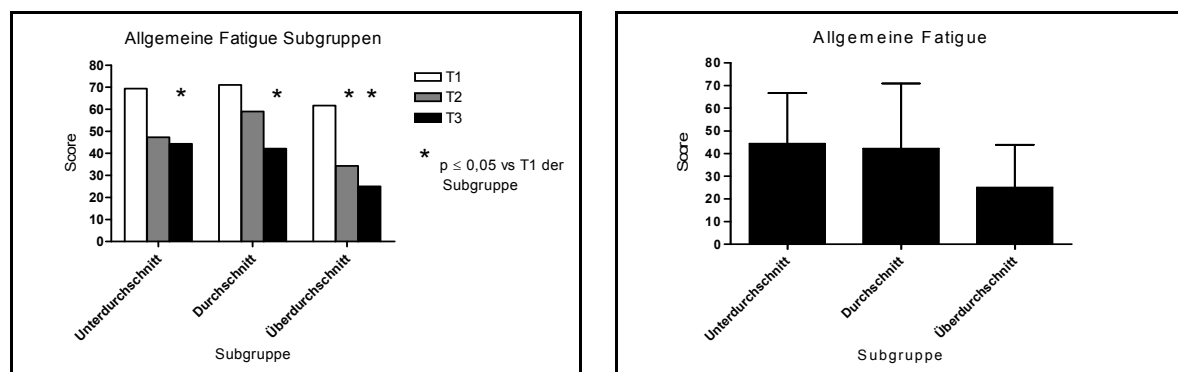 Allgemeine Fatigue Subgruppen
80
70
60
50
40
30
20
10
0
Score
* * * *
Unterdurchschnitt
Durchschnitt
Überdurchschnitt
Subgruppe
T1
T2
T3
* p ≤ 0,05 vs T1 der
Subgruppe
Allgemeine Fatigue
80
70
60
50
40
30
20
10
0
Score
Unterdurchschnitt
Durchschnitt
Überdurchschnitt
Subgruppe